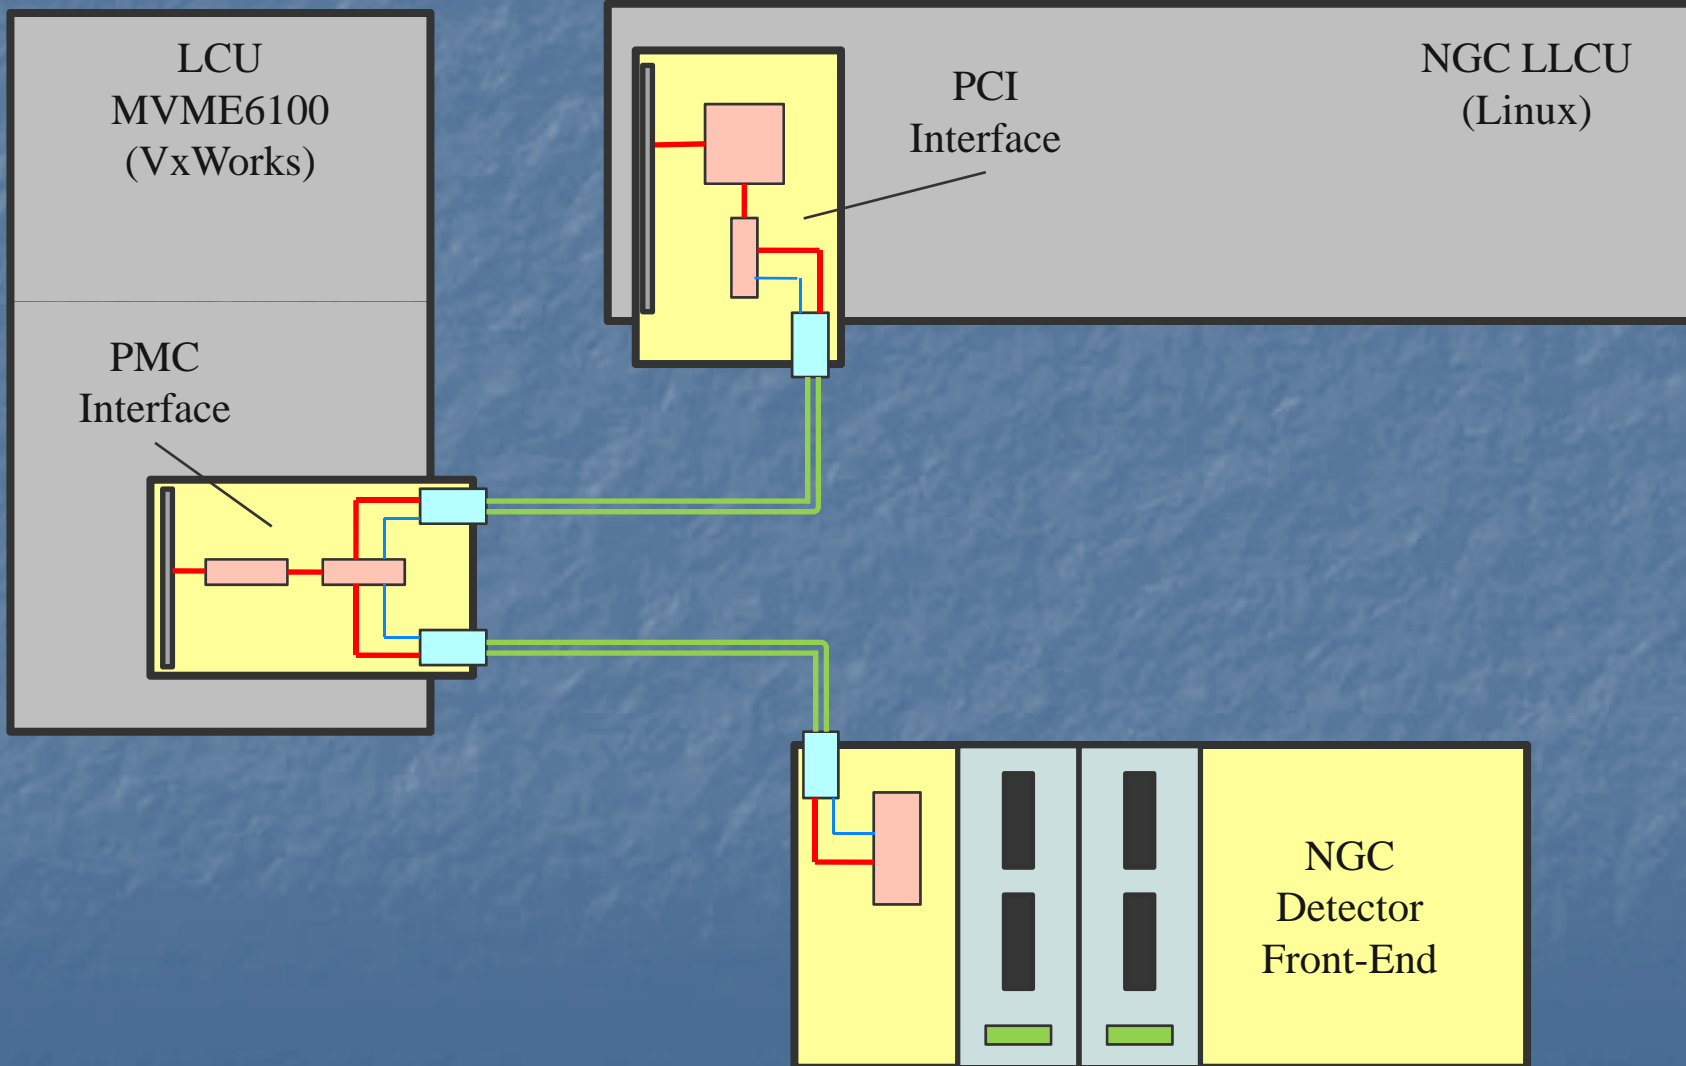 LCU
MVME6100
(VxWorks)
PCI
Interface
NGC LLCU
(Linux)
PMC
Interface
NGC
Detector
Front-End